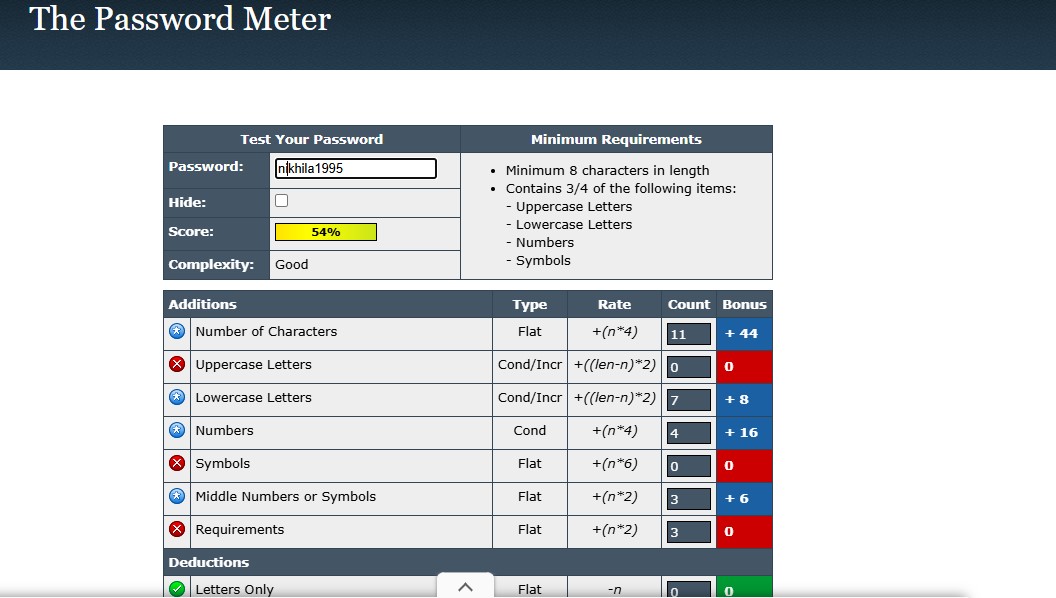 The Password Meter
Test Your Password Minimum Requirements
Password: nikhila1995
Hide:
Score: 54%
Complexity: Good
• Minimum 8 characters in length
• Contains 3/4 of the following items:
- Uppercase Letters
- Lowercase Letters
- Numbers
- Symbols
Additions Type Rate Count Bonus
Number of Characters Flat +(n*4) 11 + 44
Uppercase Letters Cond/Incr +((len-n)*2) 0 0
Lowercase Letters Cond/Incr +((len-n)*2) 7 + 8
Numbers Cond +(n*4) 4 + 16
Symbols Flat +(n*6) 0 0
Middle Numbers or Symbols Flat +(n*2) 3 + 6
Requirements Flat +(n*2) 3 0
Deductions
Letters Only Flat -n 0 0